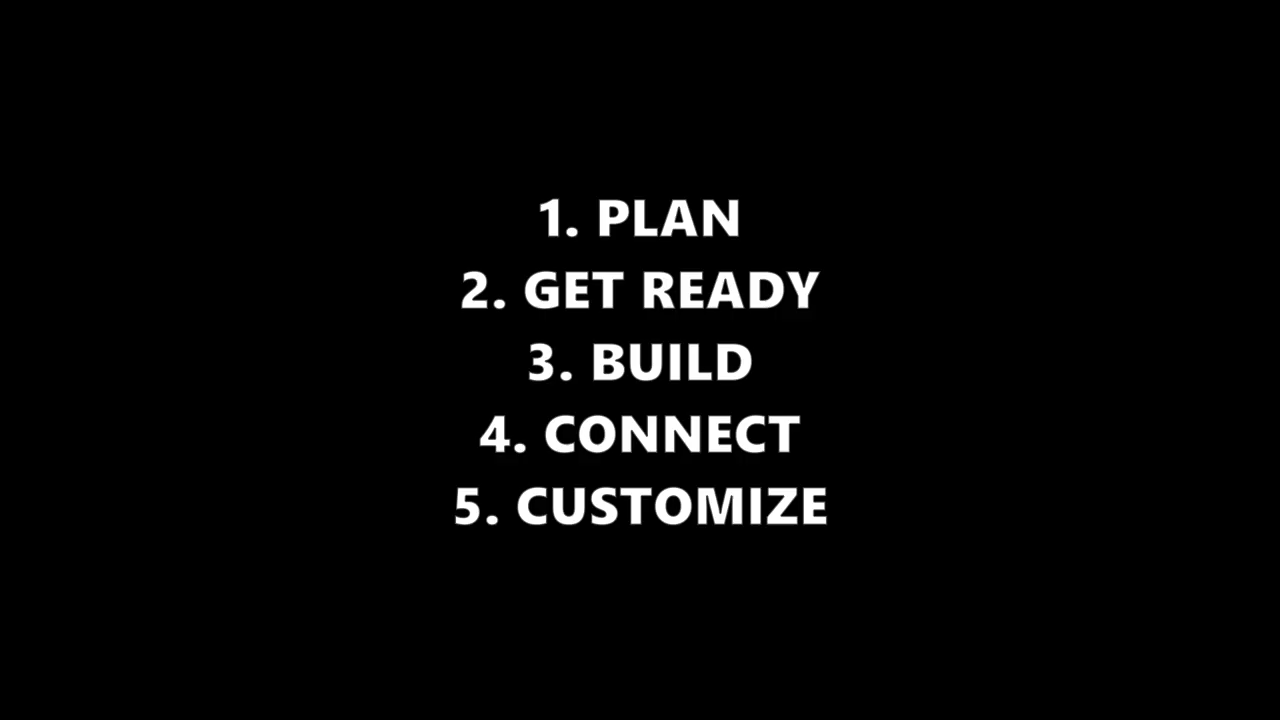 1. PLAN
2. GET READY
3. BUILD
4. CONNECT
5. CUSTOMIZE